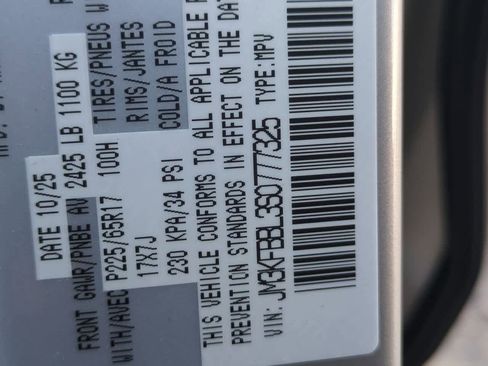 DATE 10/25
FRONT GAWR/PNBE AV 2425 LB 1100 KG
WITH/AVEC P225/65R17 100H TIRES/PNEUS
17X7J RIMS/JANTES
230 KPA/34 PSI COLD/A FROID
THIS VEHICLE CONFORMS TO ALL APPLICABLE
PREVENTION STANDARDS IN EFFECT ON THE DATE
VIN: JM3KFBBL3S0777325 TYPE: MPV